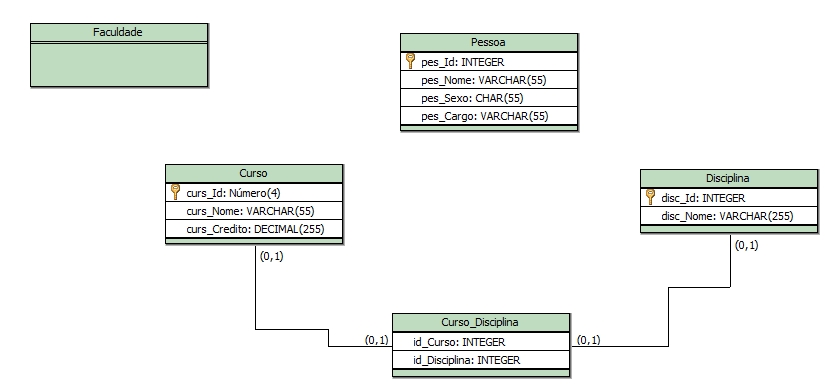 Faculdade
Pessoa
pes_Id: INTEGER
pes_Nome: VARCHAR(55)
pes_Sexo: CHAR(55)
pes_Cargo: VARCHAR(55)
Curso
curs_Id: Número(4)
curs_Nome: VARCHAR(55)
curs_Credito: DECIMAL(255)
Disciplina
disc_Id: INTEGER
disc_Nome: VARCHAR(255)
(0,1)
(0,1)
Curso_Disciplina
id_Curso: INTEGER
id_Disciplina: INTEGER
(0,1)
(0,1)